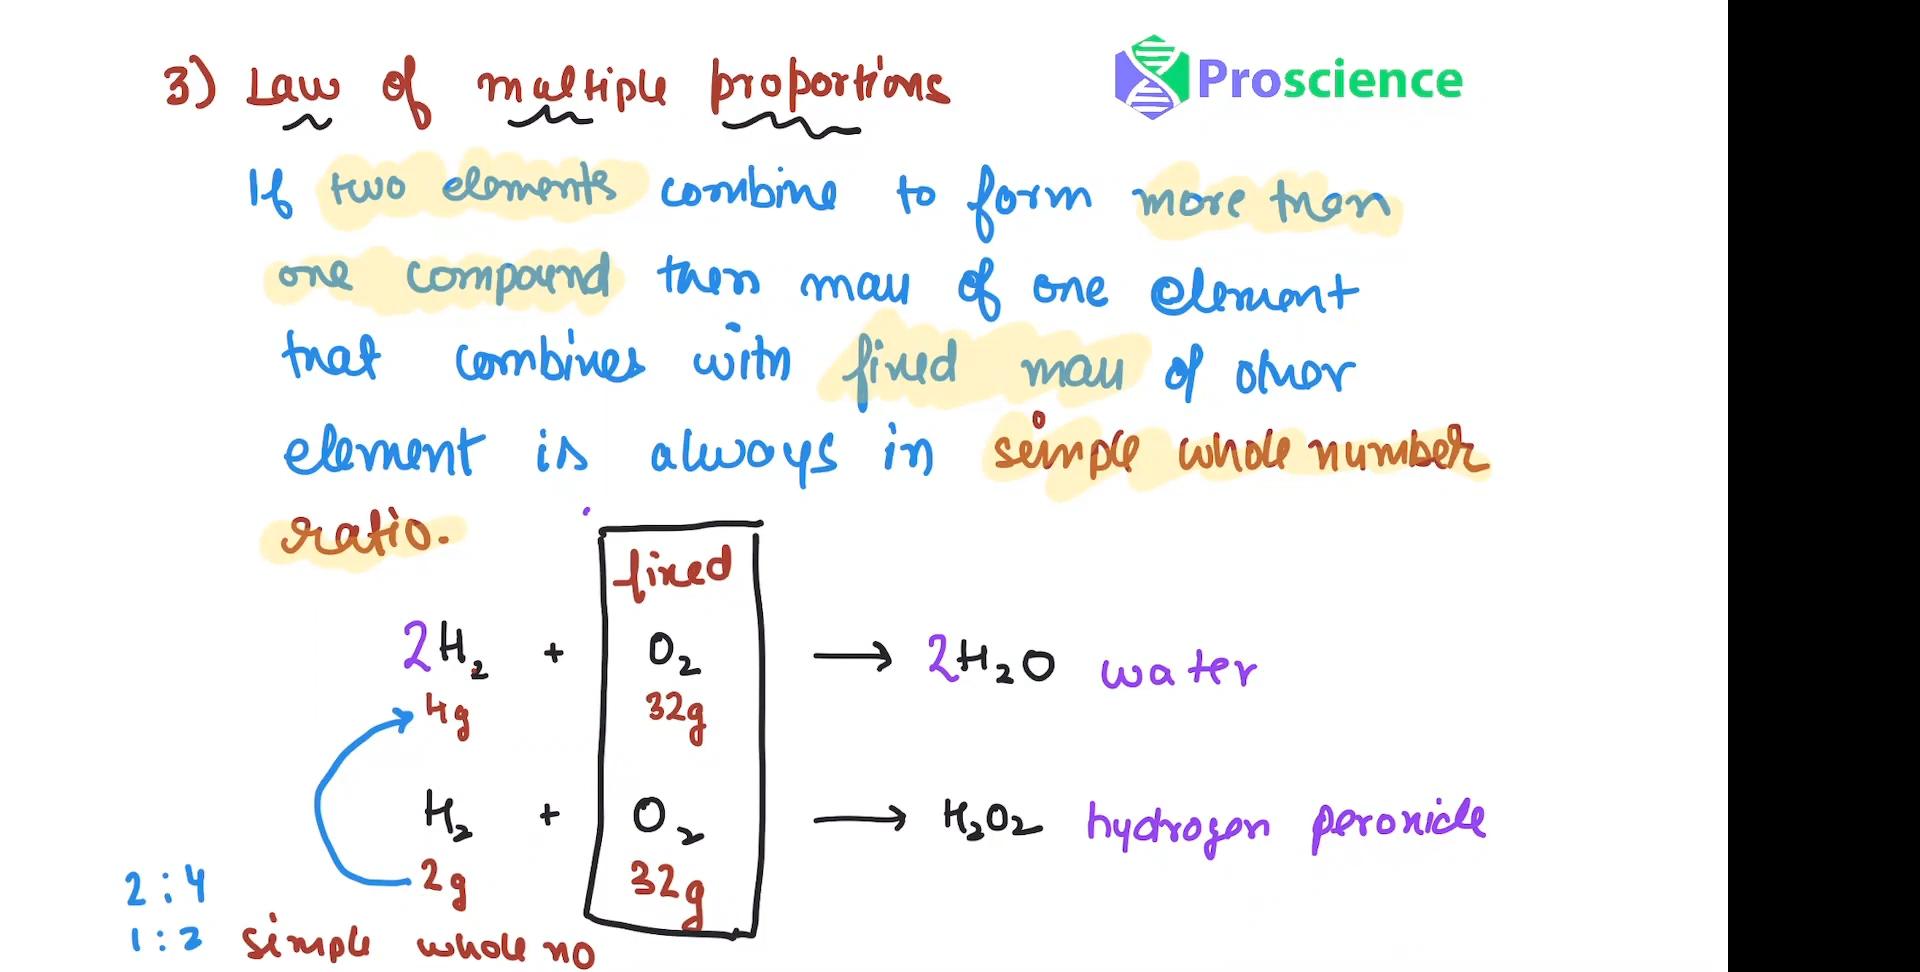 3) Law of multiple proportions
Proscience
If two elements combine to form more than
one compound then mass of one element
that combines with fixed mass of other
element is always in simple whole number
ratio.
fixed
2H₂ + O₂ → 2H₂O water
4g 32g
H₂ + O₂ → H₂O₂ hydrogen peroxide
2g 32g
2:4
1:2 simple whole no